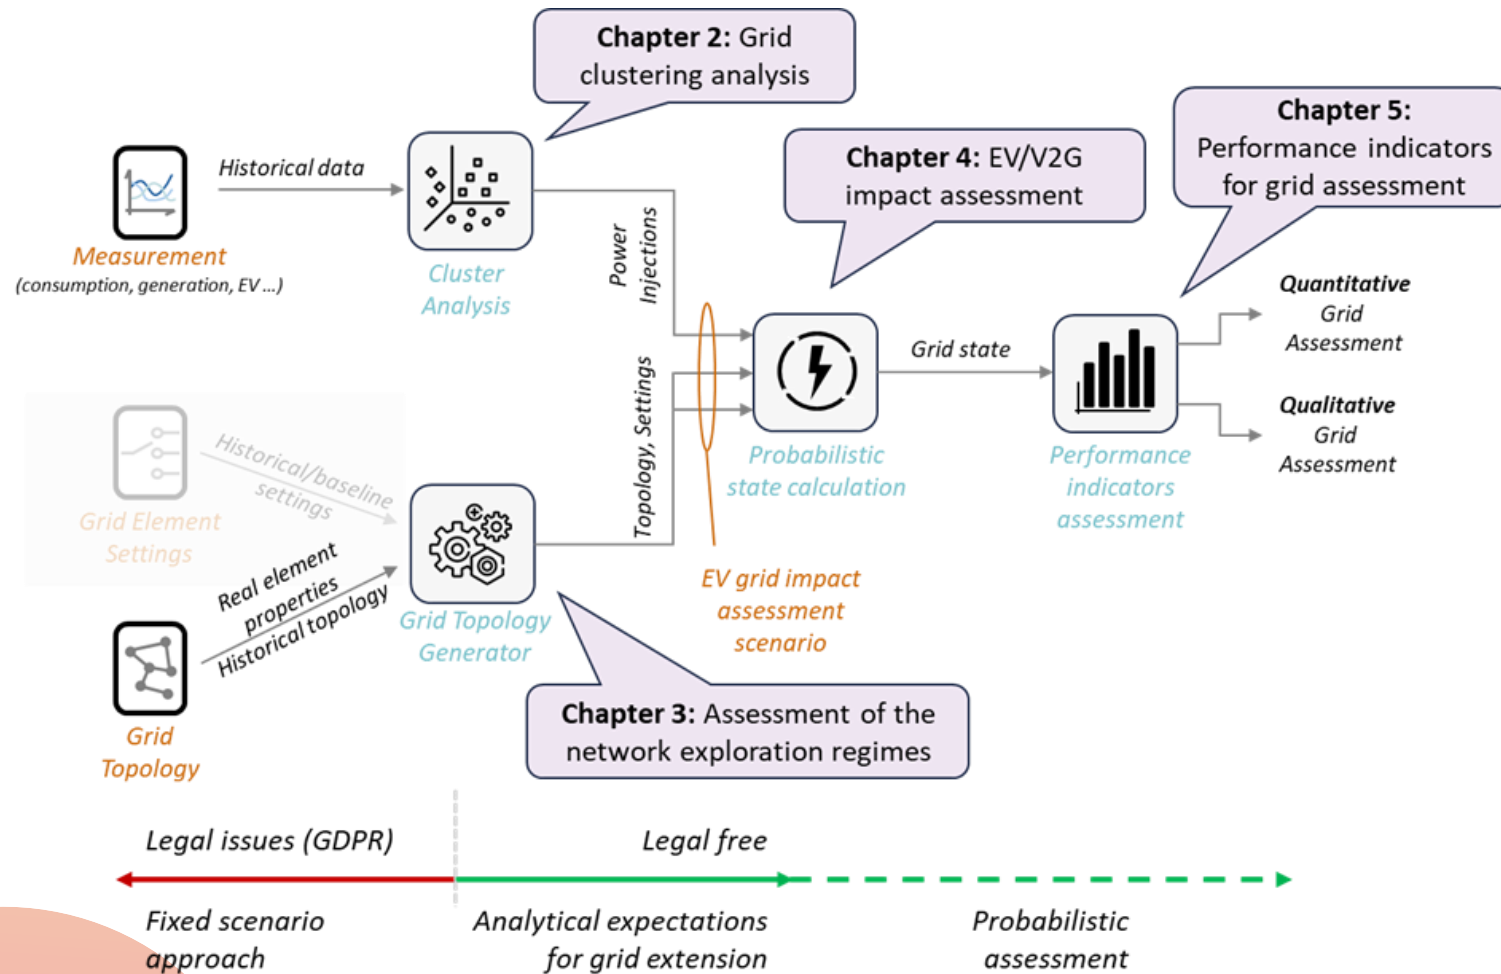 Chapter 2: Grid
clustering analysis
Chapter 5:
Performance indicators
for grid assessment
Chapter 4: EV/V2G
impact assessment
Historical data
Measurement
(consumption, generation, EV ...)
Cluster
Analysis
Power
Injections
Quantitative
Grid
Assessment
Grid state
Topology, Settings
Qualitative
Grid
Assessment
Probabilistic
state calculation
Performance
indicators
assessment
Historical/baseline
settings
Grid Element
Settings
Real element
properties
Historical topology
Grid Topology
Generator
EV grid impact
assessment
scenario
Grid
Topology
Chapter 3: Assessment of the
network exploration regimes
Legal issues (GDPR)
Legal free
Fixed scenario
approach
Analytical expectations
for grid extension
Probabilistic
assessment